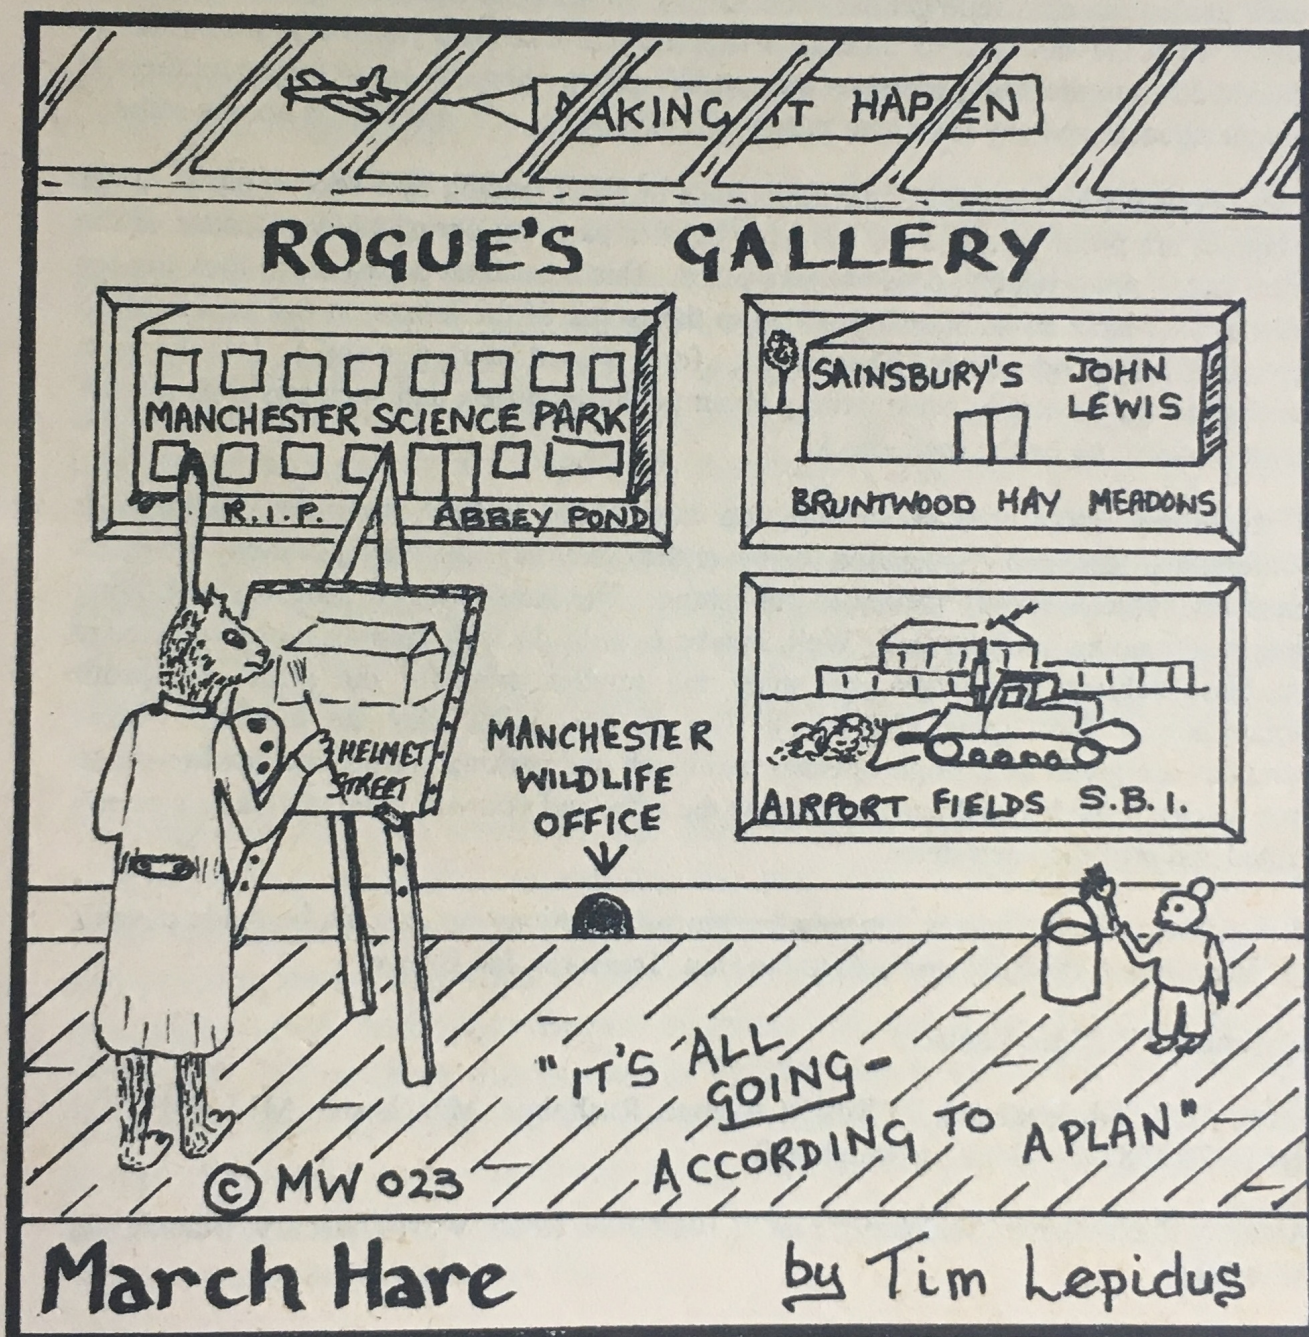 MAKING IT HAPPEN
ROGUE'S GALLERY
MANCHESTER SCIENCE PARK
R.I.P. ABBEY POND
SAINSBURY'S JOHN
LEWIS
BRUNTWOOD HAY MEADOWS
HELMET
STREET
MANCHESTER
WILDLIFE
OFFICE
AIRPORT FIELDS S.B.I.
"IT'S ALL
GOING-
ACCORDING TO A PLAN"
© MW 023
March Hare by Tim Lepidus